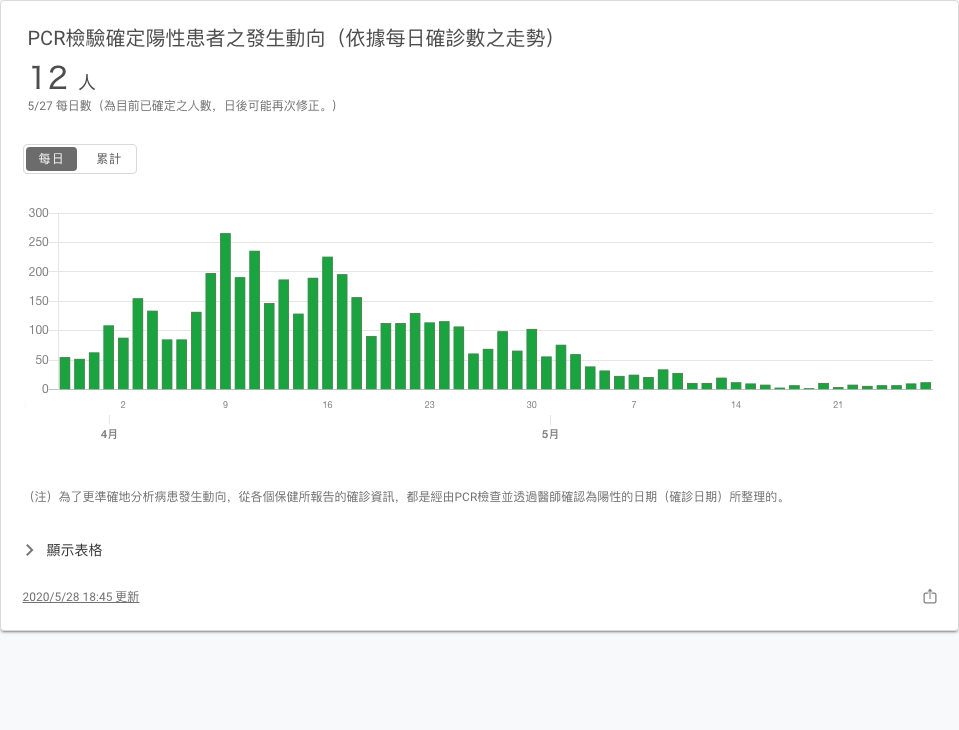 PCR檢驗確定陽性患者之發生動向（依據每日確診數之走勢）
12 人
5/27 每日數（為目前已確定之人數，日後可能再次修正。）
每日 累計
300
250
200
150
100
50
0
2 9 16 23 30 7 14 21
4月 5月
（注）為了更準確地分析病患發生動向，從各個保健所報告的確診資訊，都是經由PCR檢查並透過醫師確認為陽性的日期（確診日期）所整理的。
顯示表格
2020/5/28 18:45 更新